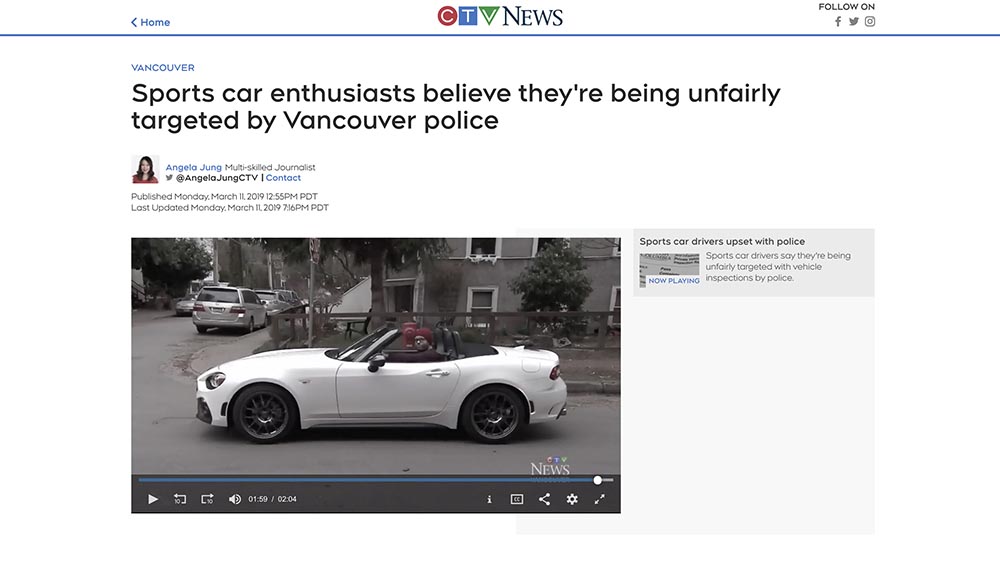 Home
CTV NEWS
FOLLOW ON
VANCOUVER
Sports car enthusiasts believe they're being unfairly
targeted by Vancouver police
Angela Jung Multi-skilled Journalist
@AngelaJungCTV | Contact
Published Monday, March 11, 2019 12:55PM PDT
Last Updated Monday, March 11, 2019 7:16PM PDT
Sports car drivers upset with police
Sports car drivers say they're being
unfairly targeted with vehicle
inspections by police.
NOW PLAYING
CTV
NEWS
VANCOUVER
10
10
01:59 / 02:04
i
CC